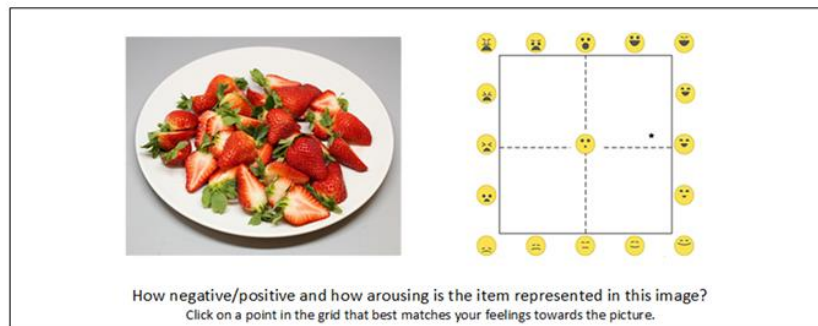 How negative/positive and how arousing is the item represented in this image?
Click on a point in the grid that best matches your feelings towards the picture.